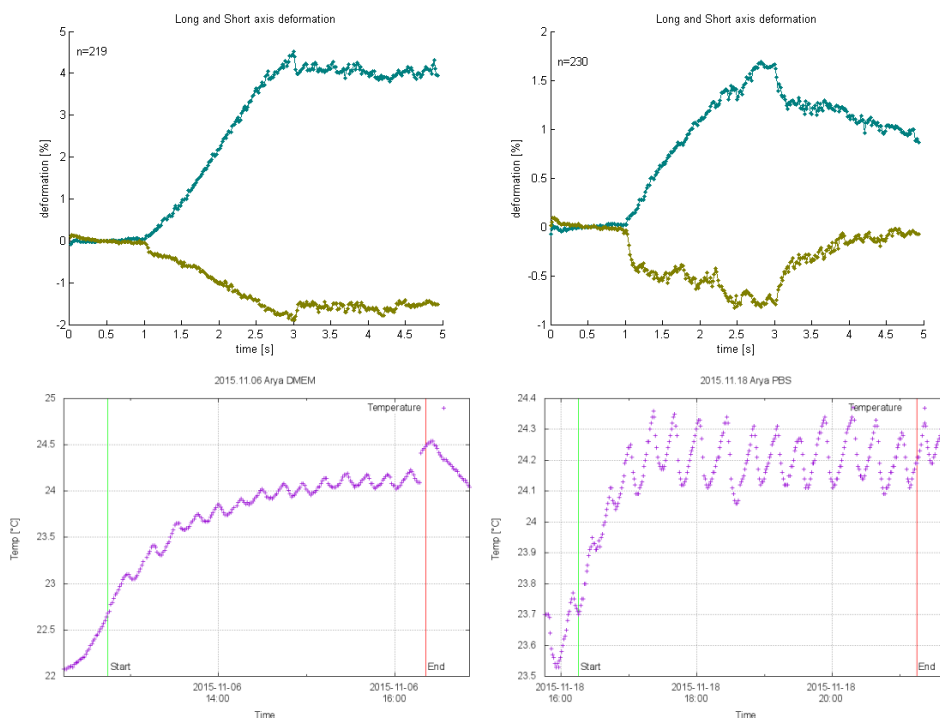 Long and Short axis deformation
n=219
5
4
3
2
1
0
-1
-2
deformation [%]
0 0.5 1 1.5 2 2.5 3 3.5 4 4.5 5
time [s]
Long and Short axis deformation
n=230
2
1.5
1
0.5
0
-0.5
-1
deformation [%]
0 0.5 1 1.5 2 2.5 3 3.5 4 4.5 5
time [s]
2015.11.06 Arya DMEM
Temperature
25
24.5
24
23.5
23
22.5
22
Temp [°C]
Start
End
2015-11-06 2015-11-06
14:00 16:00
Time
2015.11.18 Arya PBS
Temperature
24.4
24.3
24.2
24.1
24
23.9
23.8
23.7
23.6
23.5
Temp [°C]
Start
End
2015-11-18 2015-11-18 2015-11-18
16:00 18:00 20:00
Time